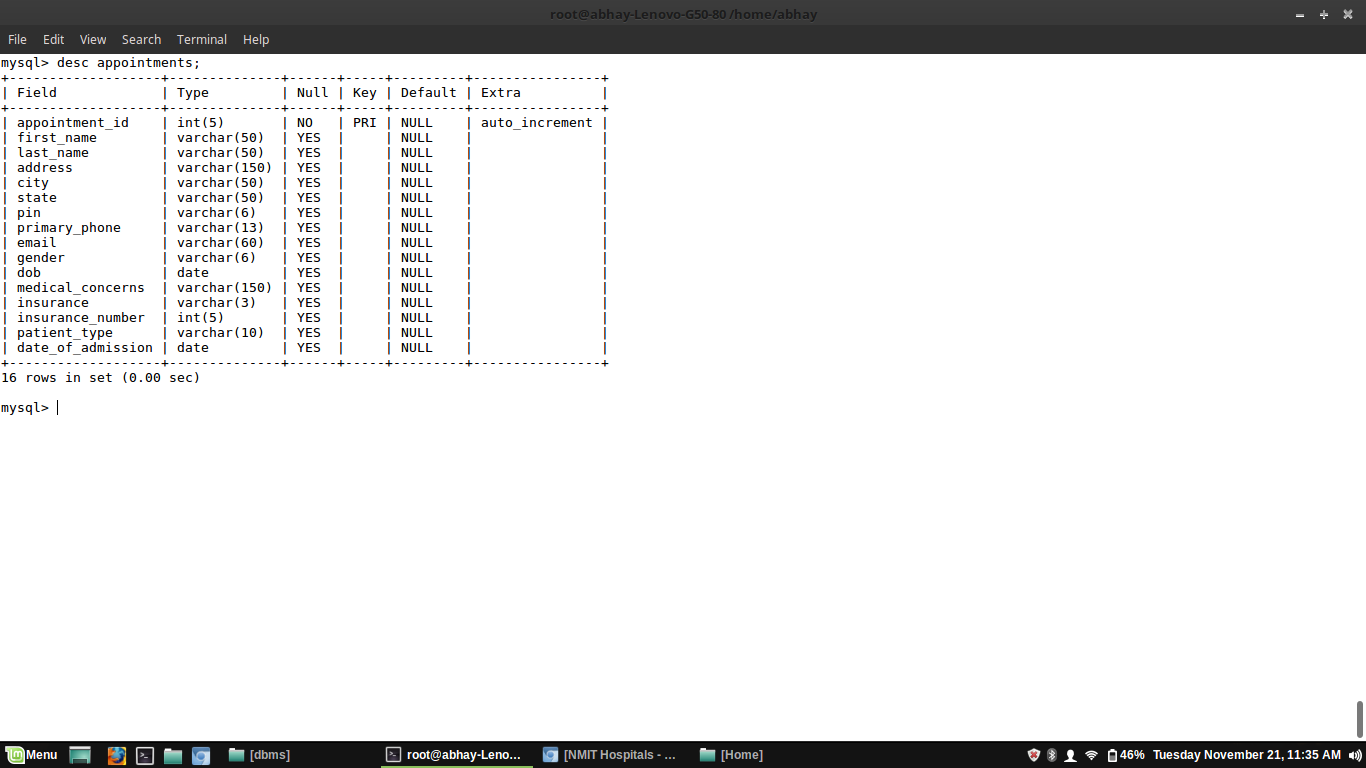 root@abhay-Lenovo-G50-80 /home/abhay
File Edit View Search Terminal Help
mysql> desc appointments;
+-------------------+--------------+------+-----+---------+----------------+
| Field             | Type         | Null | Key | Default | Extra          |
+-------------------+--------------+------+-----+---------+----------------+
| appointment_id    | int(5)       | NO   | PRI | NULL    | auto_increment |
| first_name        | varchar(50)  | YES  |     | NULL    |                |
| last_name         | varchar(50)  | YES  |     | NULL    |                |
| address           | varchar(150) | YES  |     | NULL    |                |
| city              | varchar(50)  | YES  |     | NULL    |                |
| state             | varchar(50)  | YES  |     | NULL    |                |
| pin               | varchar(6)   | YES  |     | NULL    |                |
| primary_phone     | varchar(13)  | YES  |     | NULL    |                |
| email             | varchar(60)  | YES  |     | NULL    |                |
| gender            | varchar(6)   | YES  |     | NULL    |                |
| dob               | date         | YES  |     | NULL    |                |
| medical_concerns  | varchar(150) | YES  |     | NULL    |                |
| insurance         | varchar(3)   | YES  |     | NULL    |                |
| insurance_number  | int(5)       | YES  |     | NULL    |                |
| patient_type      | varchar(10)  | YES  |     | NULL    |                |
| date_of_admission | date         | YES  |     | NULL    |                |
+-------------------+--------------+------+-----+---------+----------------+
16 rows in set (0.00 sec)
mysql>
Menu [dbms] root@abhay-Leno... [NMIT Hospitals - ... [Home] 46% Tuesday November 21, 11:35 AM